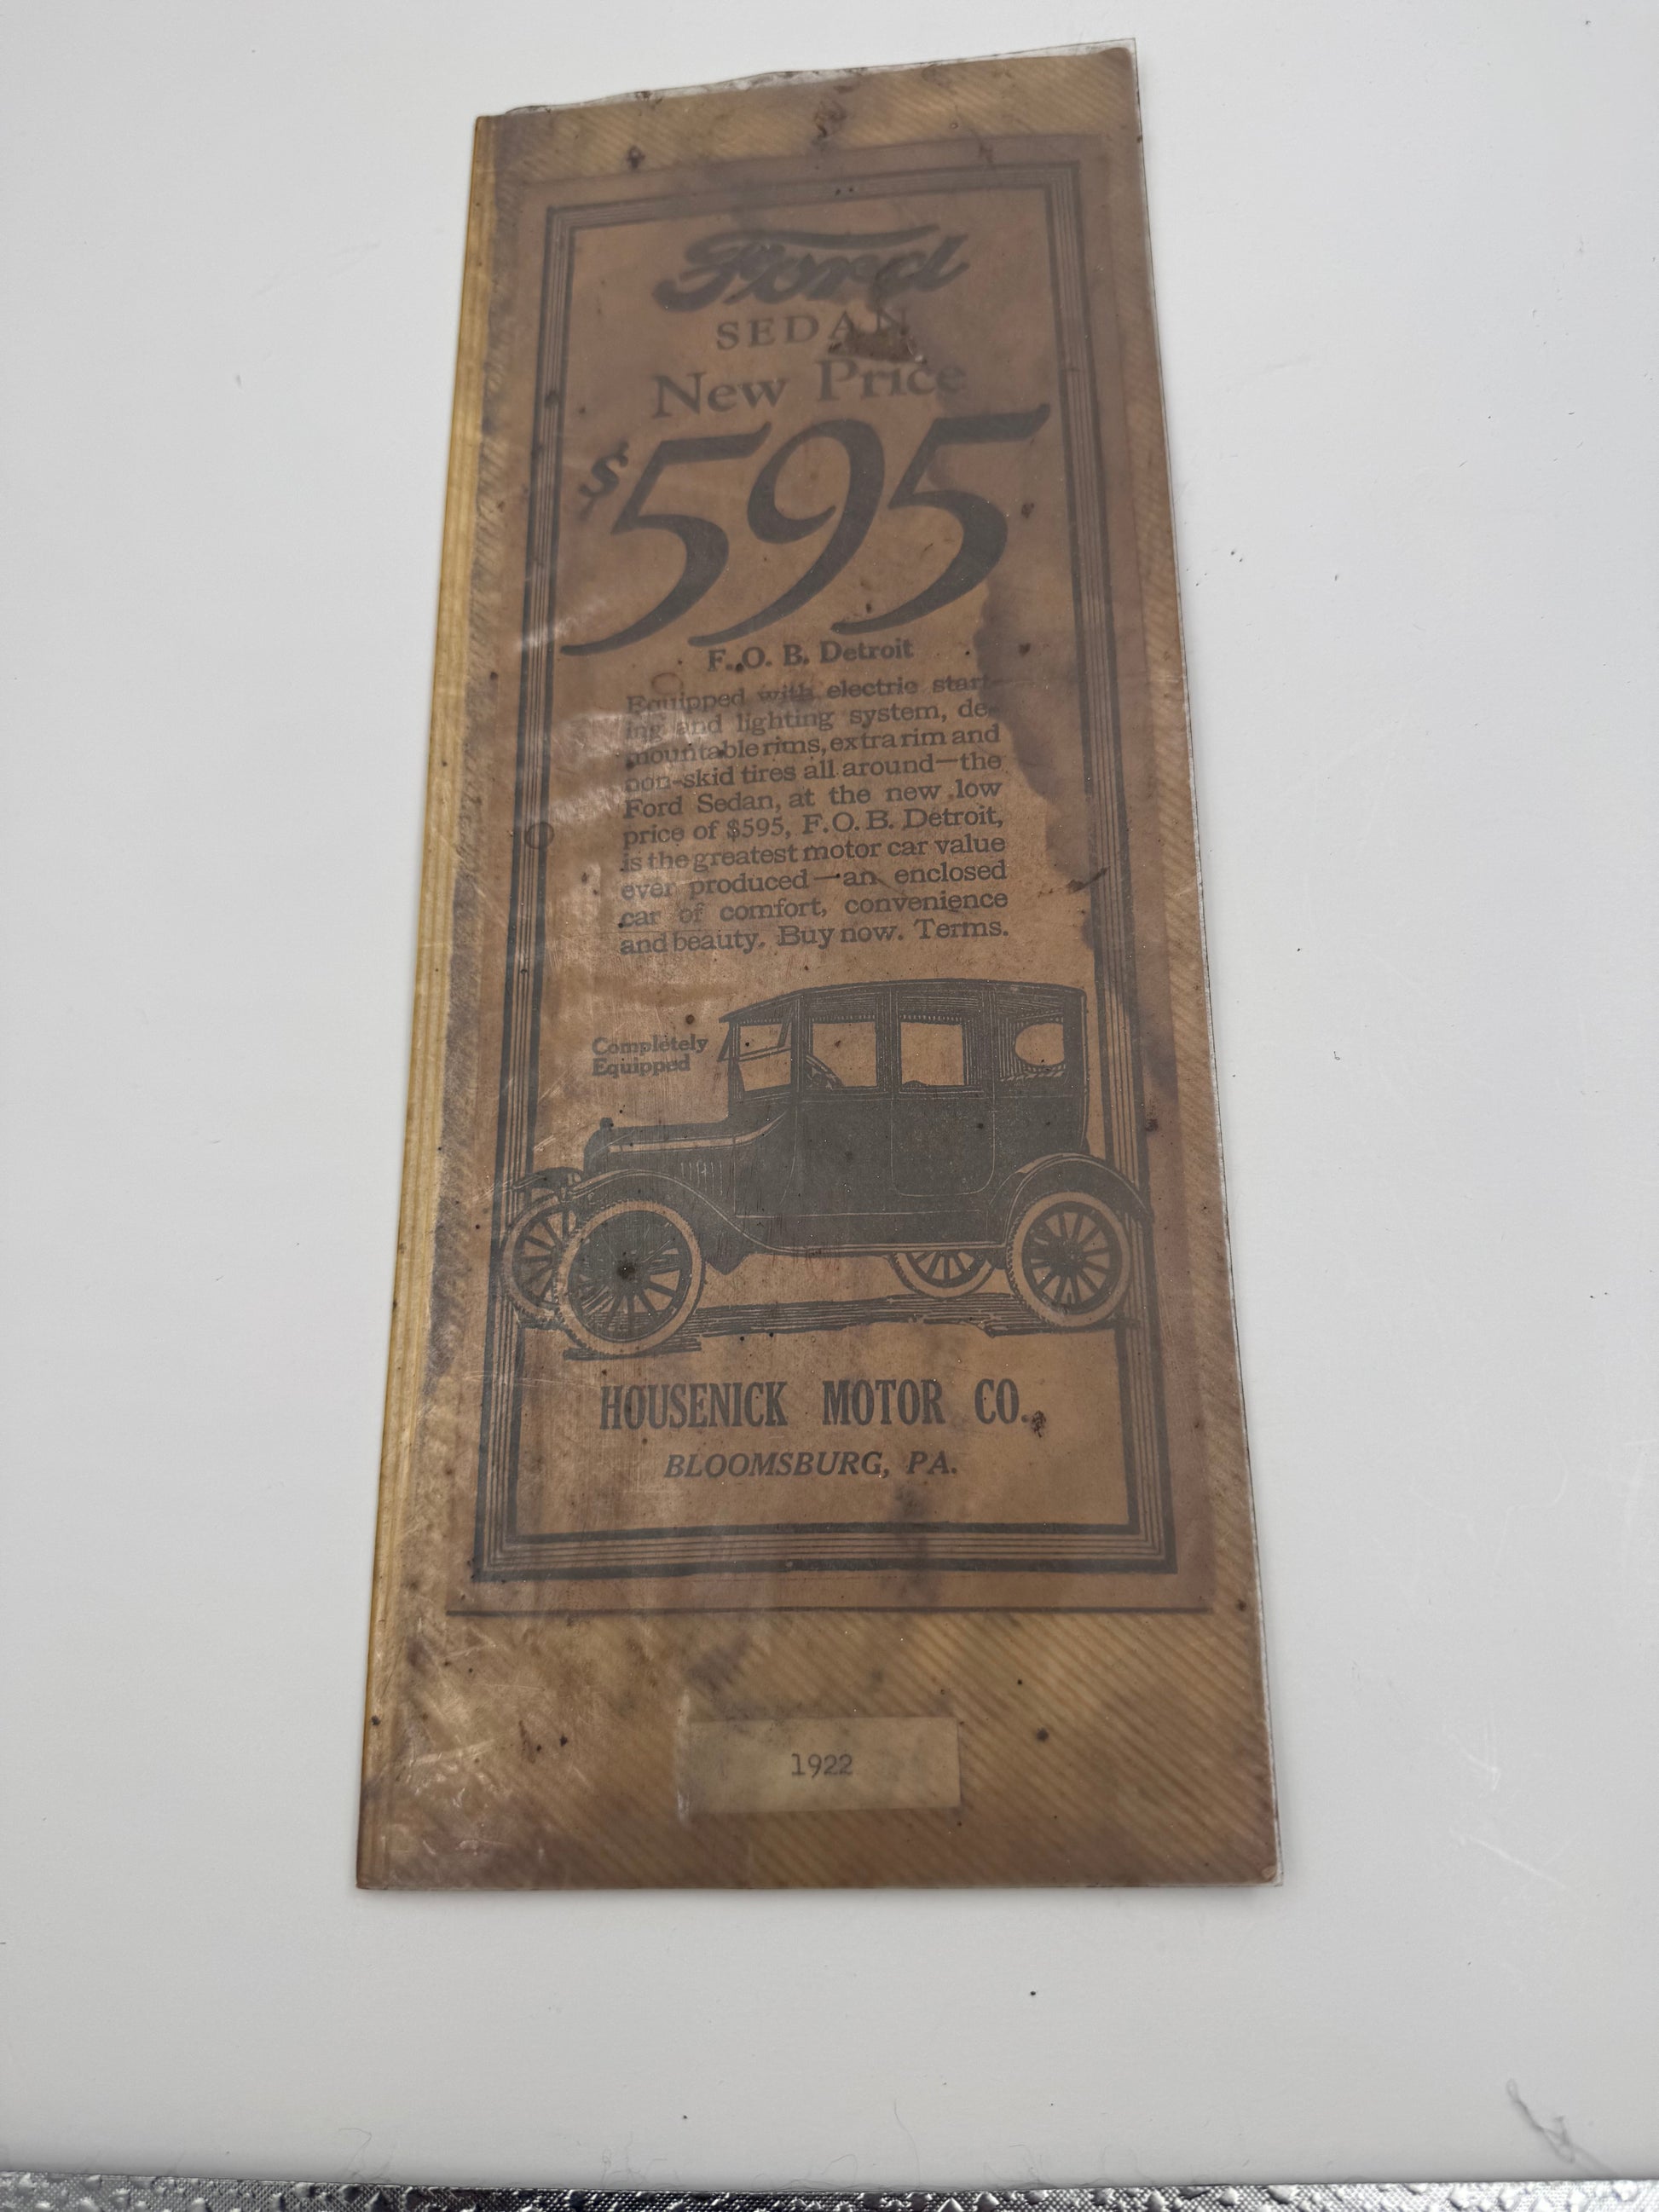 Ford
SEDAN
New Price
$595
F. O. B. Detroit
Equipped with electric start-
ing and lighting system, de-
mountable rims, extra rim and
non-skid tires all around—the
Ford Sedan, at the new low
price of $595, F. O. B. Detroit,
is the greatest motor car value
ever produced—an enclosed
car of comfort, convenience
and beauty. Buy now. Terms.
Completely
Equipped
HOUSENICK MOTOR CO.
BLOOMSBURG, PA.
1922